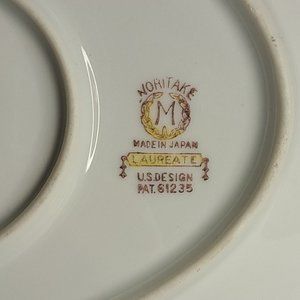 NORITAKE
M
MADE IN JAPAN
LAUREATE
U.S. DESIGN
PAT. 61235